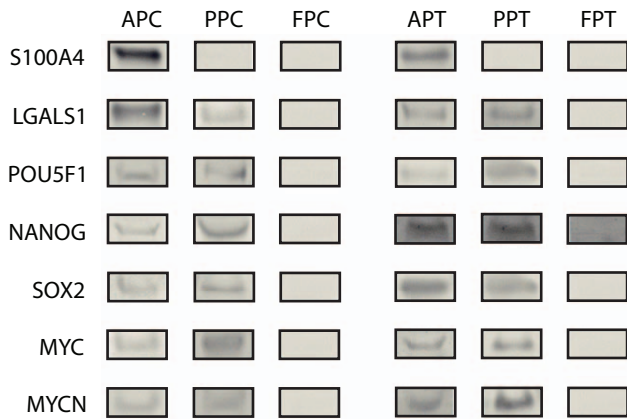 APC PPC FPC APT PPT FPT
S100A4
LGALS1
POU5F1
NANOG
SOX2
MYC
MYCN